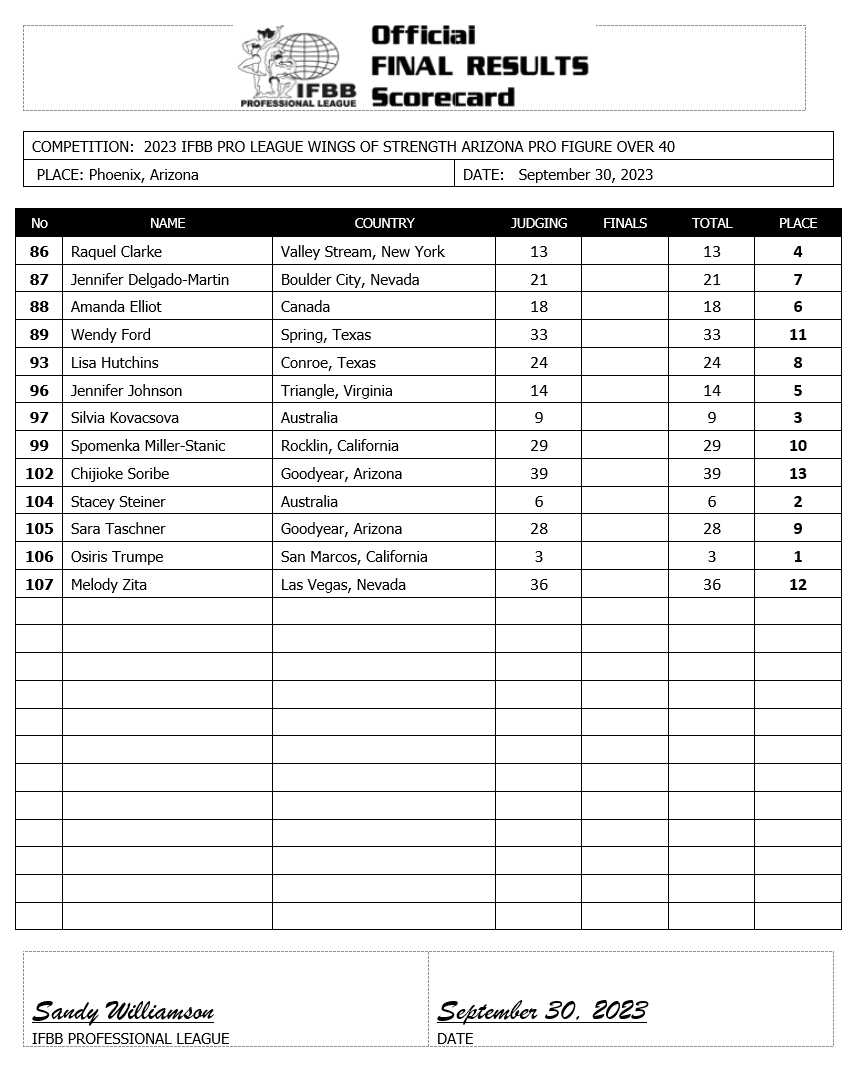 Official
FINAL RESULTS
Scorecard
IFBB
PROFESSIONAL LEAGUE
COMPETITION: 2023 IFBB PRO LEAGUE WINGS OF STRENGTH ARIZONA PRO FIGURE OVER 40
PLACE: Phoenix, Arizona DATE: September 30, 2023
No NAME COUNTRY JUDGING FINALS TOTAL PLACE
86 Raquel Clarke Valley Stream, New York 13 13 4
87 Jennifer Delgado-Martin Boulder City, Nevada 21 21 7
88 Amanda Elliot Canada 18 18 6
89 Wendy Ford Spring, Texas 33 33 11
93 Lisa Hutchins Conroe, Texas 24 24 8
96 Jennifer Johnson Triangle, Virginia 14 14 5
97 Silvia Kovacsova Australia 9 9 3
99 Spomenka Miller-Stanic Rocklin, California 29 29 10
102 Chijioke Soribe Goodyear, Arizona 39 39 13
104 Stacey Steiner Australia 6 6 2
105 Sara Taschner Goodyear, Arizona 28 28 9
106 Osiris Trumpe San Marcos, California 3 3 1
107 Melody Zita Las Vegas, Nevada 36 36 12
Sandy Williamson September 30, 2023
IFBB PROFESSIONAL LEAGUE DATE